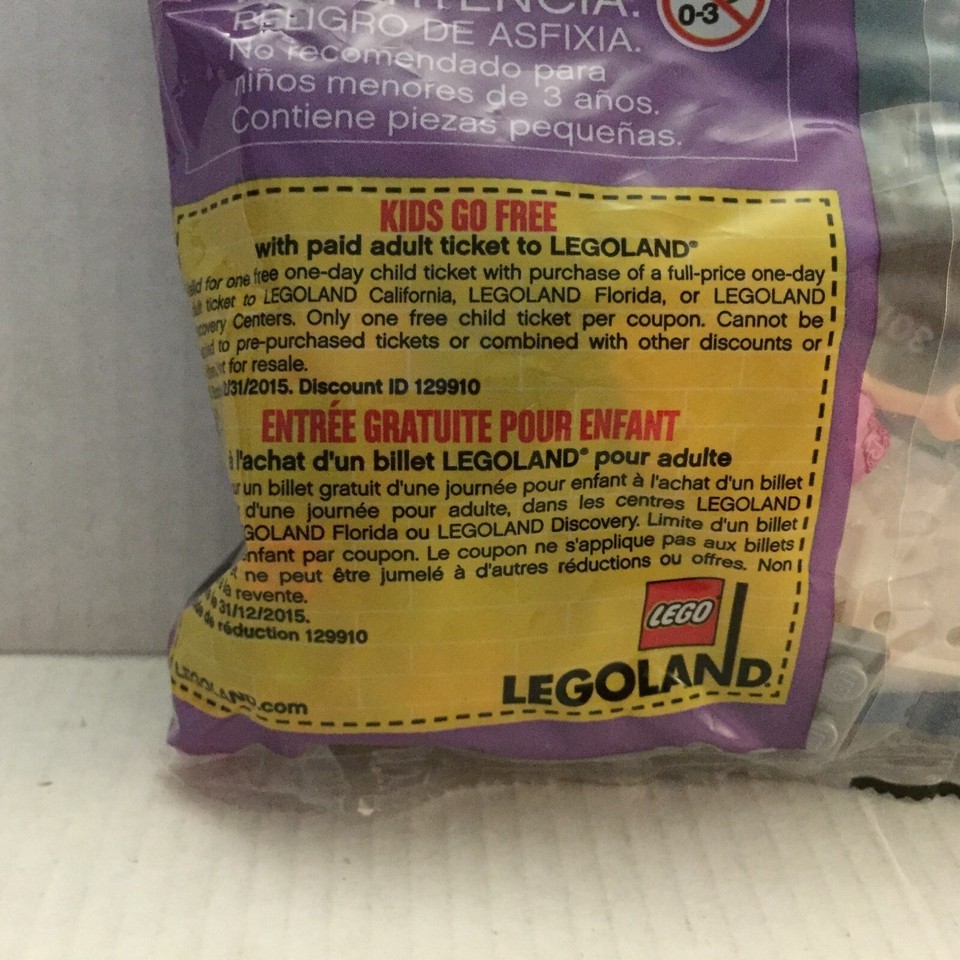 PELIGRO DE ASFIXIA.
No recomendado para
niños menores de 3 años.
Contiene piezas pequeñas.
0-3
KIDS GO FREE
with paid adult ticket to LEGOLAND®
for one free one-day child ticket with purchase of a full-price one-day
ticket to LEGOLAND California, LEGOLAND Florida, or LEGOLAND
Centers. Only one free child ticket per coupon. Cannot be
to pre-purchased tickets or combined with other discounts or
for resale.
/31/2015. Discount ID 129910
ENTRÉE GRATUITE POUR ENFANT
à l'achat d'un billet LEGOLAND® pour adulte
un billet gratuit d'une journée pour enfant à l'achat d'un billet
d'une journée pour adulte, dans les centres LEGOLAND
GOLAND Florida ou LEGOLAND Discovery. Limite d'un billet
enfant par coupon. Le coupon ne s'applique pas aux billets
ne peut être jumelé à d'autres réductions ou offres. Non
à la revente.
le 31/12/2015.
de réduction 129910
LEGO
LEGOLAND®
LEGOLAND.com